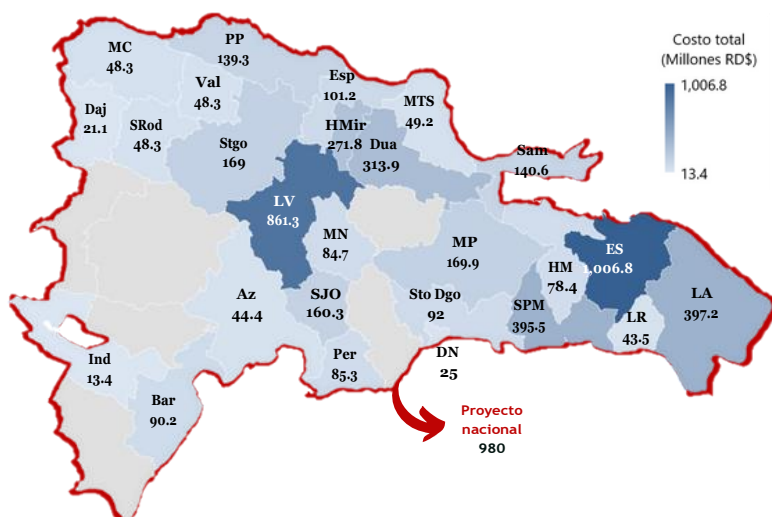 MC
48.3
PP
139.3
Val
48.3
Esp
101.2
MTS
49.2
Daj
21.1
SRod
48.3
Stgo
169
HMir
271.8
Dua
313.9
Sam
140.6
LV
861.3
MN
84.7
MP
169.9
ES
1,006.8
HM
78.4
LA
397.2
Az
44.4
SJO
160.3
Sto Dgo
92
SPM
395.5
LR
43.5
Ind
13.4
Per
85.3
DN
25
Bar
90.2
Proyecto
nacional
980
Costo total
(Millones RD$)
1,006.8
13.4